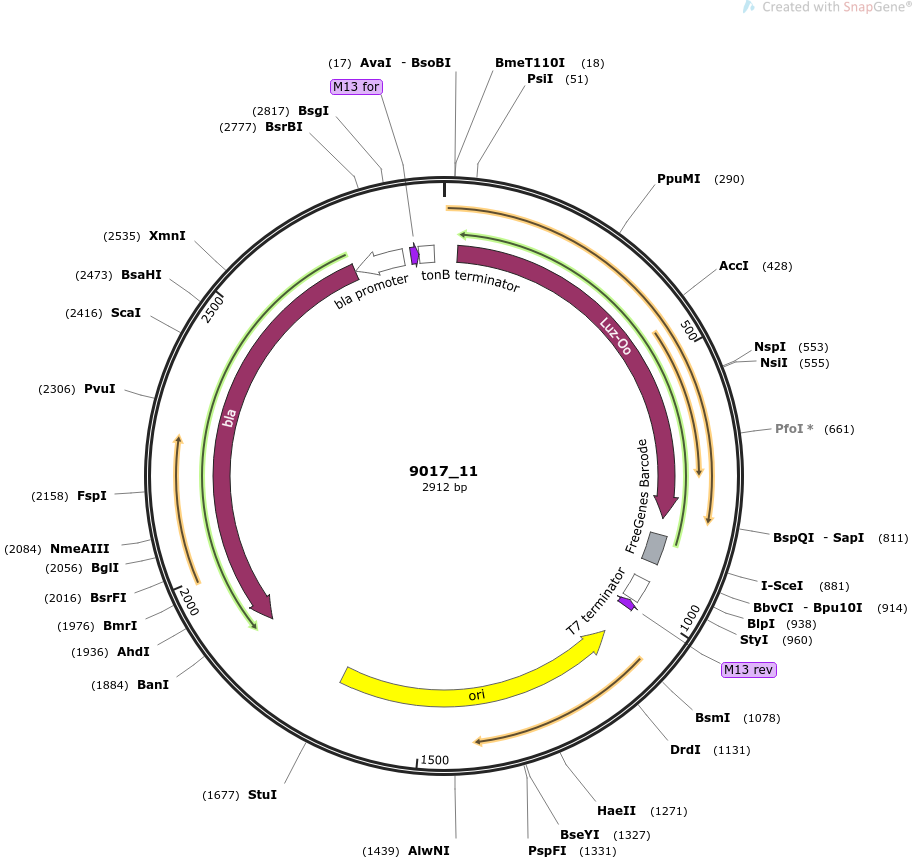 Created with SnapGene®
(17) AvaI - BsoBI
BmeT110I (18)
PsiI (51)
M13 for
(2817) BsgI
(2777) BsrBI
PpuMI (290)
(2535) XmnI
AccI (428)
(2473) BsaHI
(2416) ScaI
2500
500
bla promoter
tonB terminator
Luz-Oo
NspI (553)
NsiI (555)
(2306) PvuI
bla
PfoI * (661)
9017_11
2912 bp
FreeGenes Barcode
(2158) FspI
BspQI - SapI (811)
(2084) NmeAIII
(2056) BglI
I-SceI (881)
(2016) BsrFI
2000
T7 terminator
BbvCI - Bpu10I (914)
(1976) BmrI
1000
BlpI (938)
StyI (960)
(1936) AhdI
M13 rev
(1884) BanI
ori
BsmI (1078)
DrdI (1131)
1500
(1677) StuI
HaeII (1271)
BseYI (1327)
(1439) AlwNI
PspFI (1331)